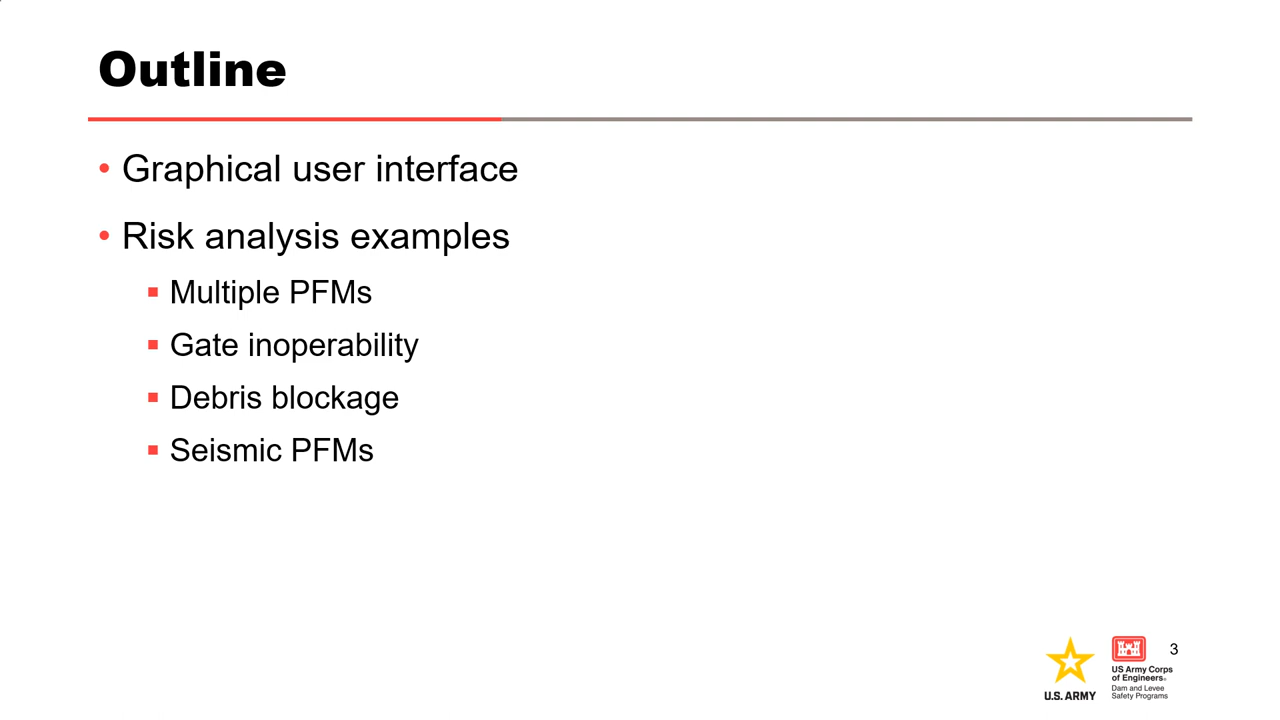 Outline
• Graphical user interface
• Risk analysis examples
▪ Multiple PFMs
▪ Gate inoperability
▪ Debris blockage
▪ Seismic PFMs
3
U.S. ARMY
US Army Corps
of Engineers®
Dam and Levee
Safety Programs